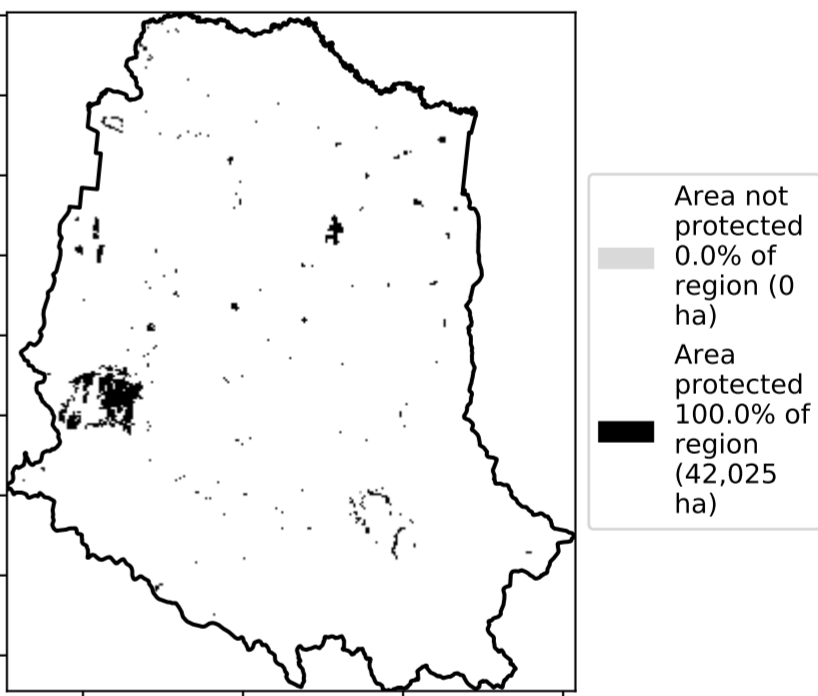 Area not
protected
0.0% of
region (0
ha)
Area
protected
100.0% of
region
(42,025
ha)